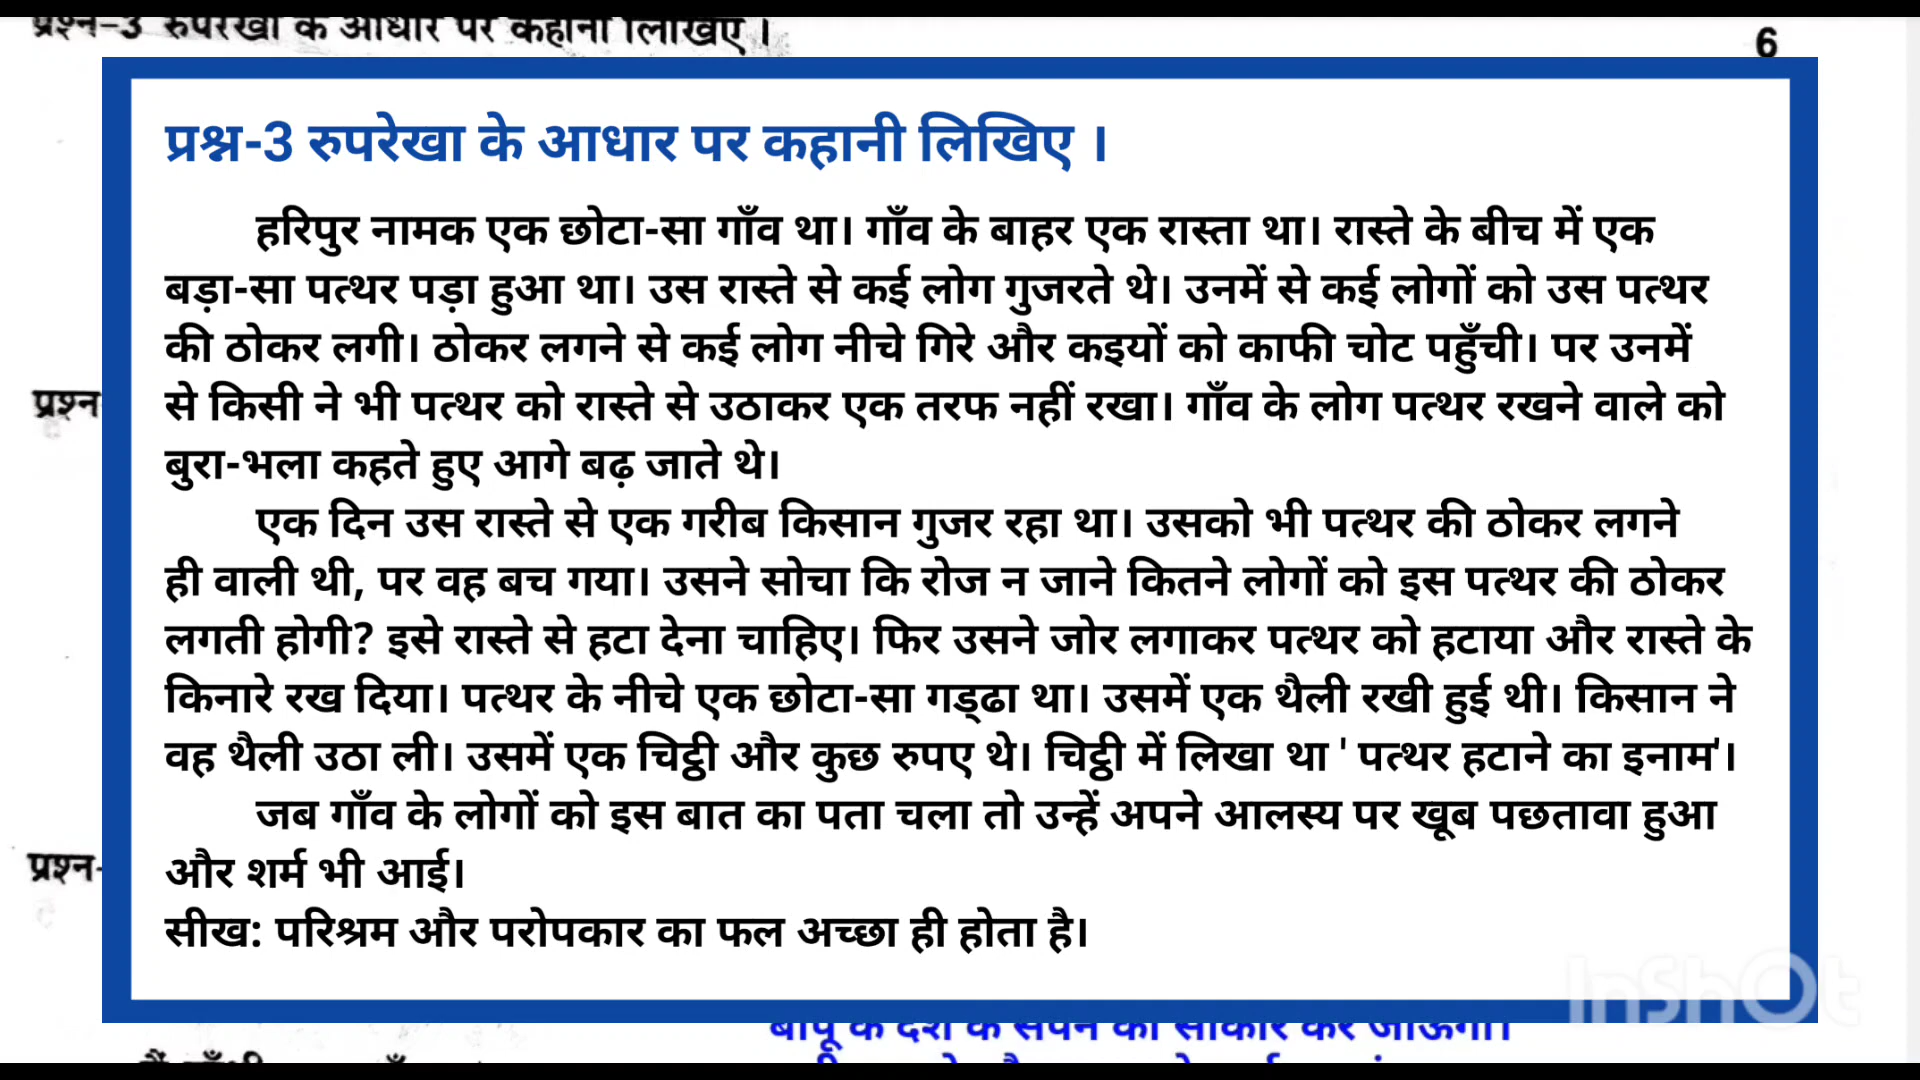 प्रश्न-3 रुपरेखा के आधार पर कहानी लिखिए ।
6
प्रश्न-3 रुपरेखा के आधार पर कहानी लिखिए ।
हरिपुर नामक एक छोटा-सा गाँव था। गाँव के बाहर एक रास्ता था। रास्ते के बीच में एक
बड़ा-सा पत्थर पड़ा हुआ था। उस रास्ते से कई लोग गुजरते थे। उनमें से कई लोगों को उस पत्थर
की ठोकर लगी। ठोकर लगने से कई लोग नीचे गिरे और कइयों को काफी चोट पहुँची। पर उनमें
प्रश्न
से किसी ने भी पत्थर को रास्ते से उठाकर एक तरफ नहीं रखा। गाँव के लोग पत्थर रखने वाले को
बुरा-भला कहते हुए आगे बढ़ जाते थे।
एक दिन उस रास्ते से एक गरीब किसान गुजर रहा था। उसको भी पत्थर की ठोकर लगने
ही वाली थी, पर वह बच गया। उसने सोचा कि रोज न जाने कितने लोगों को इस पत्थर की ठोकर
लगती होगी? इसे रास्ते से हटा देना चाहिए। फिर उसने जोर लगाकर पत्थर को हटाया और रास्ते के
किनारे रख दिया। पत्थर के नीचे एक छोटा-सा गड्ढा था। उसमें एक थैली रखी हुई थी। किसान ने
वह थैली उठा ली। उसमें एक चिट्ठी और कुछ रुपए थे। चिट्ठी में लिखा था ' पत्थर हटाने का इनाम'।
जब गाँव के लोगों को इस बात का पता चला तो उन्हें अपने आलस्य पर खूब पछतावा हुआ
प्रश्न-
और शर्म भी आई।
सीख: परिश्रम और परोपकार का फल अच्छा ही होता है।
InShOt
बापू के देश के सपने को साकार कर जाऊँगा।